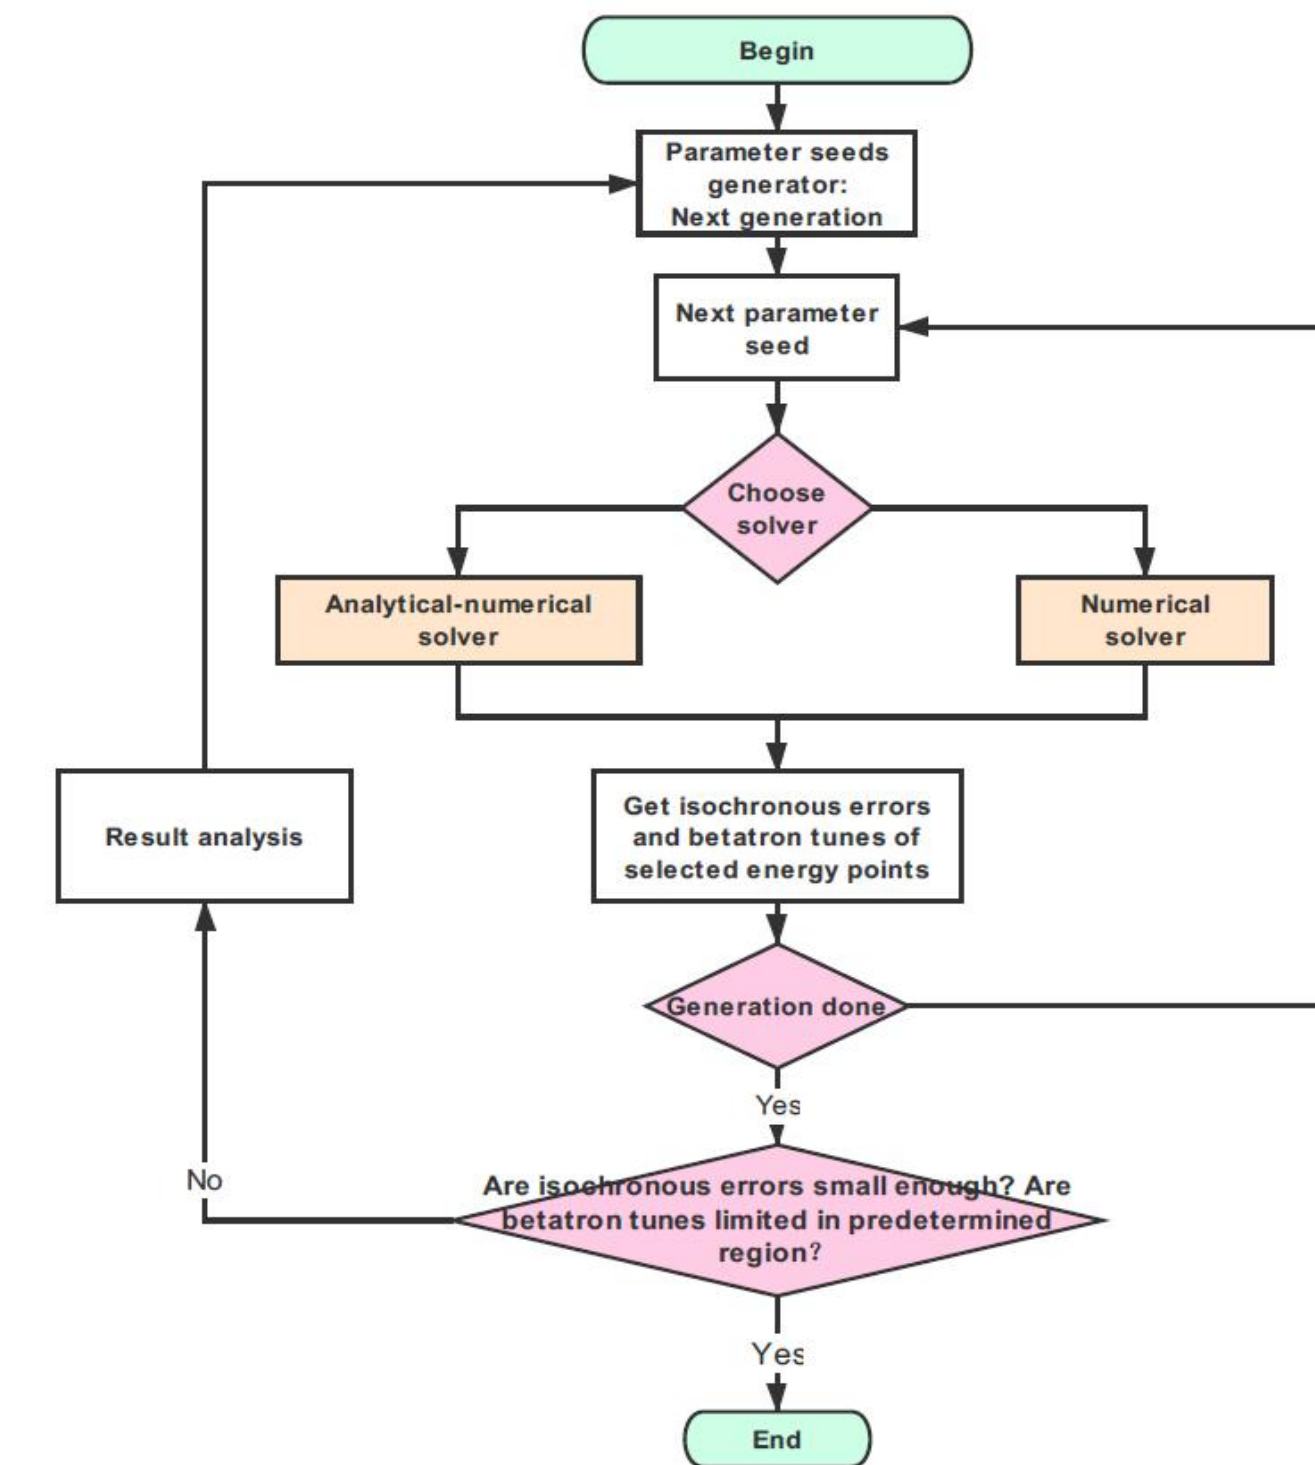 Begin
Parameter seeds
generator:
Next generation
Next parameter
seed
Choose
solver
Analytical-numerical
solver
Numerical
solver
Result analysis
Get isochronous errors
and betatron tunes of
selected energy points
Generation done
Yes
No
Are isochronous errors small enough? Are
betatron tunes limited in predetermined
region?
Yes
End